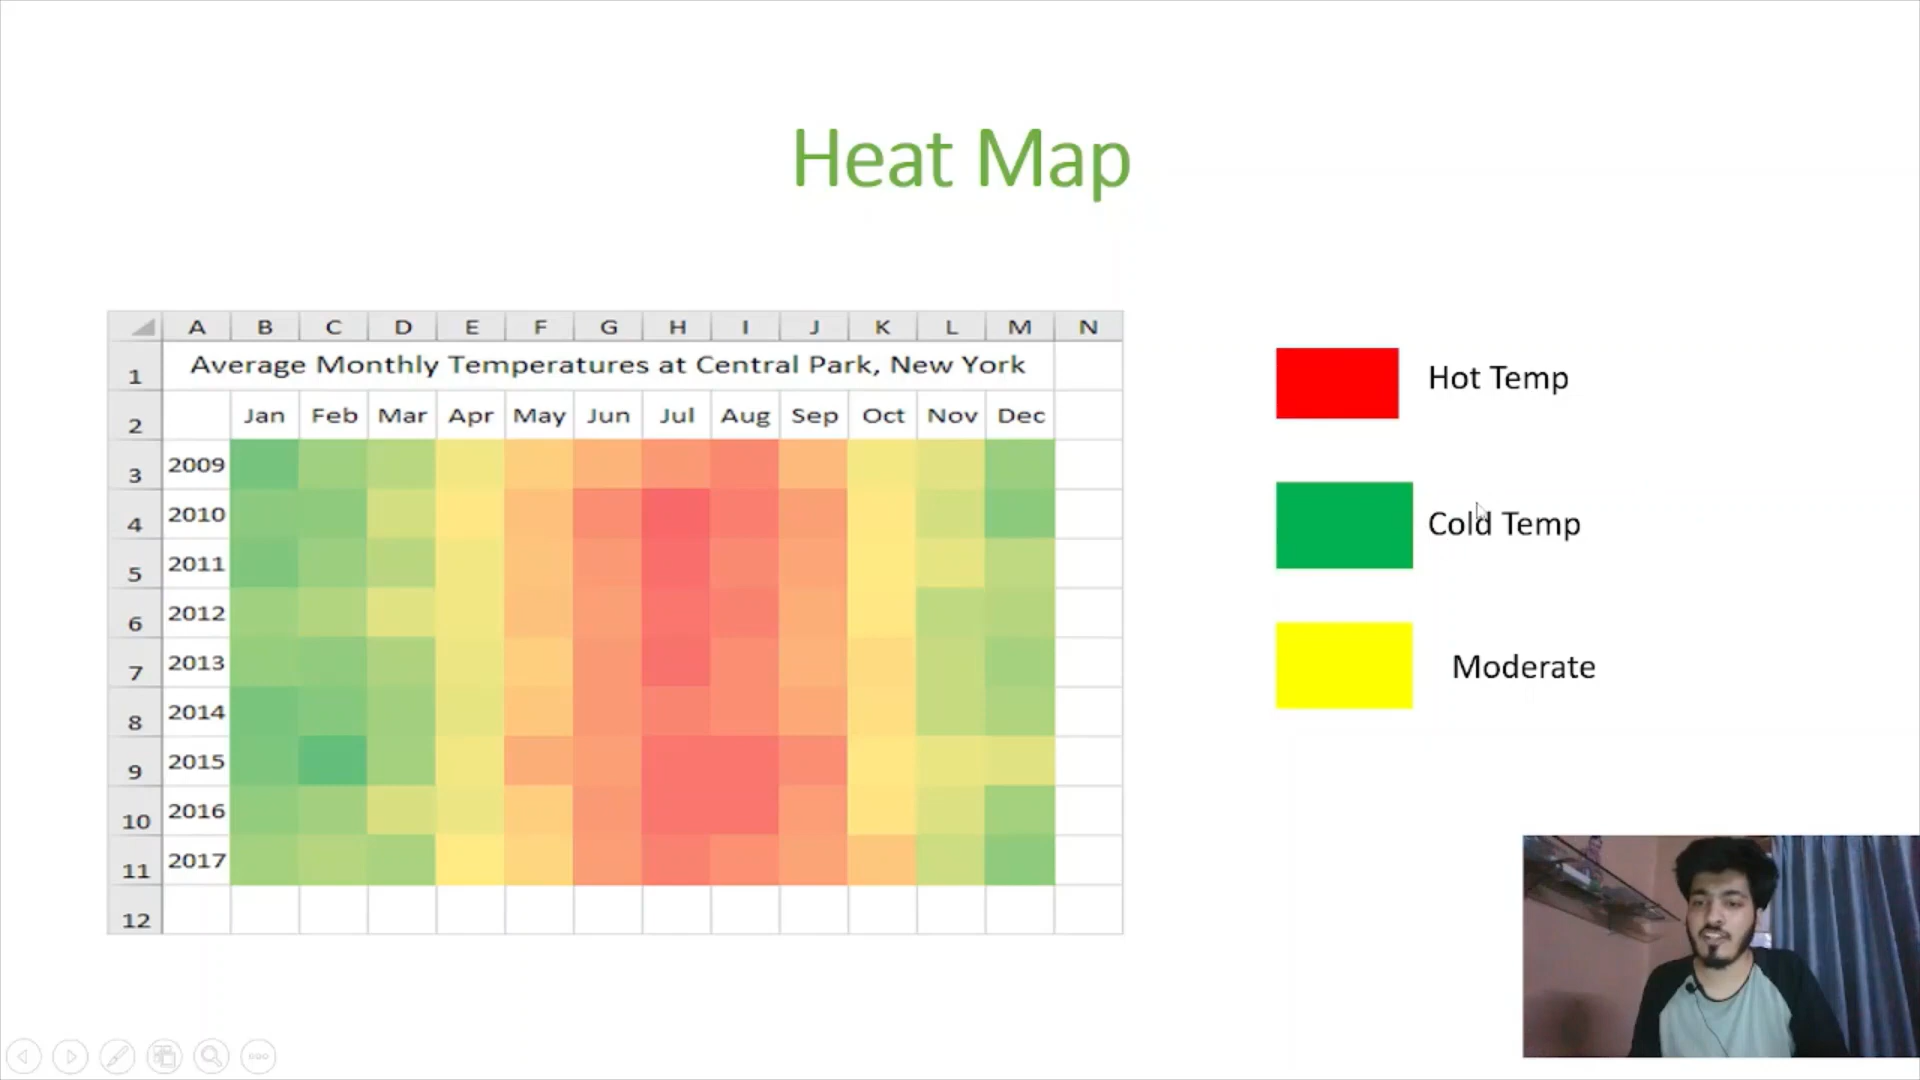 Heat Map
A B C D E F G H I J K L M N
1 Average Monthly Temperatures at Central Park, New York
2 Jan Feb Mar Apr May Jun Jul Aug Sep Oct Nov Dec
3 2009
4 2010
5 2011
6 2012
7 2013
8 2014
9 2015
10 2016
11 2017
12
Hot Temp
Cold Temp
Moderate